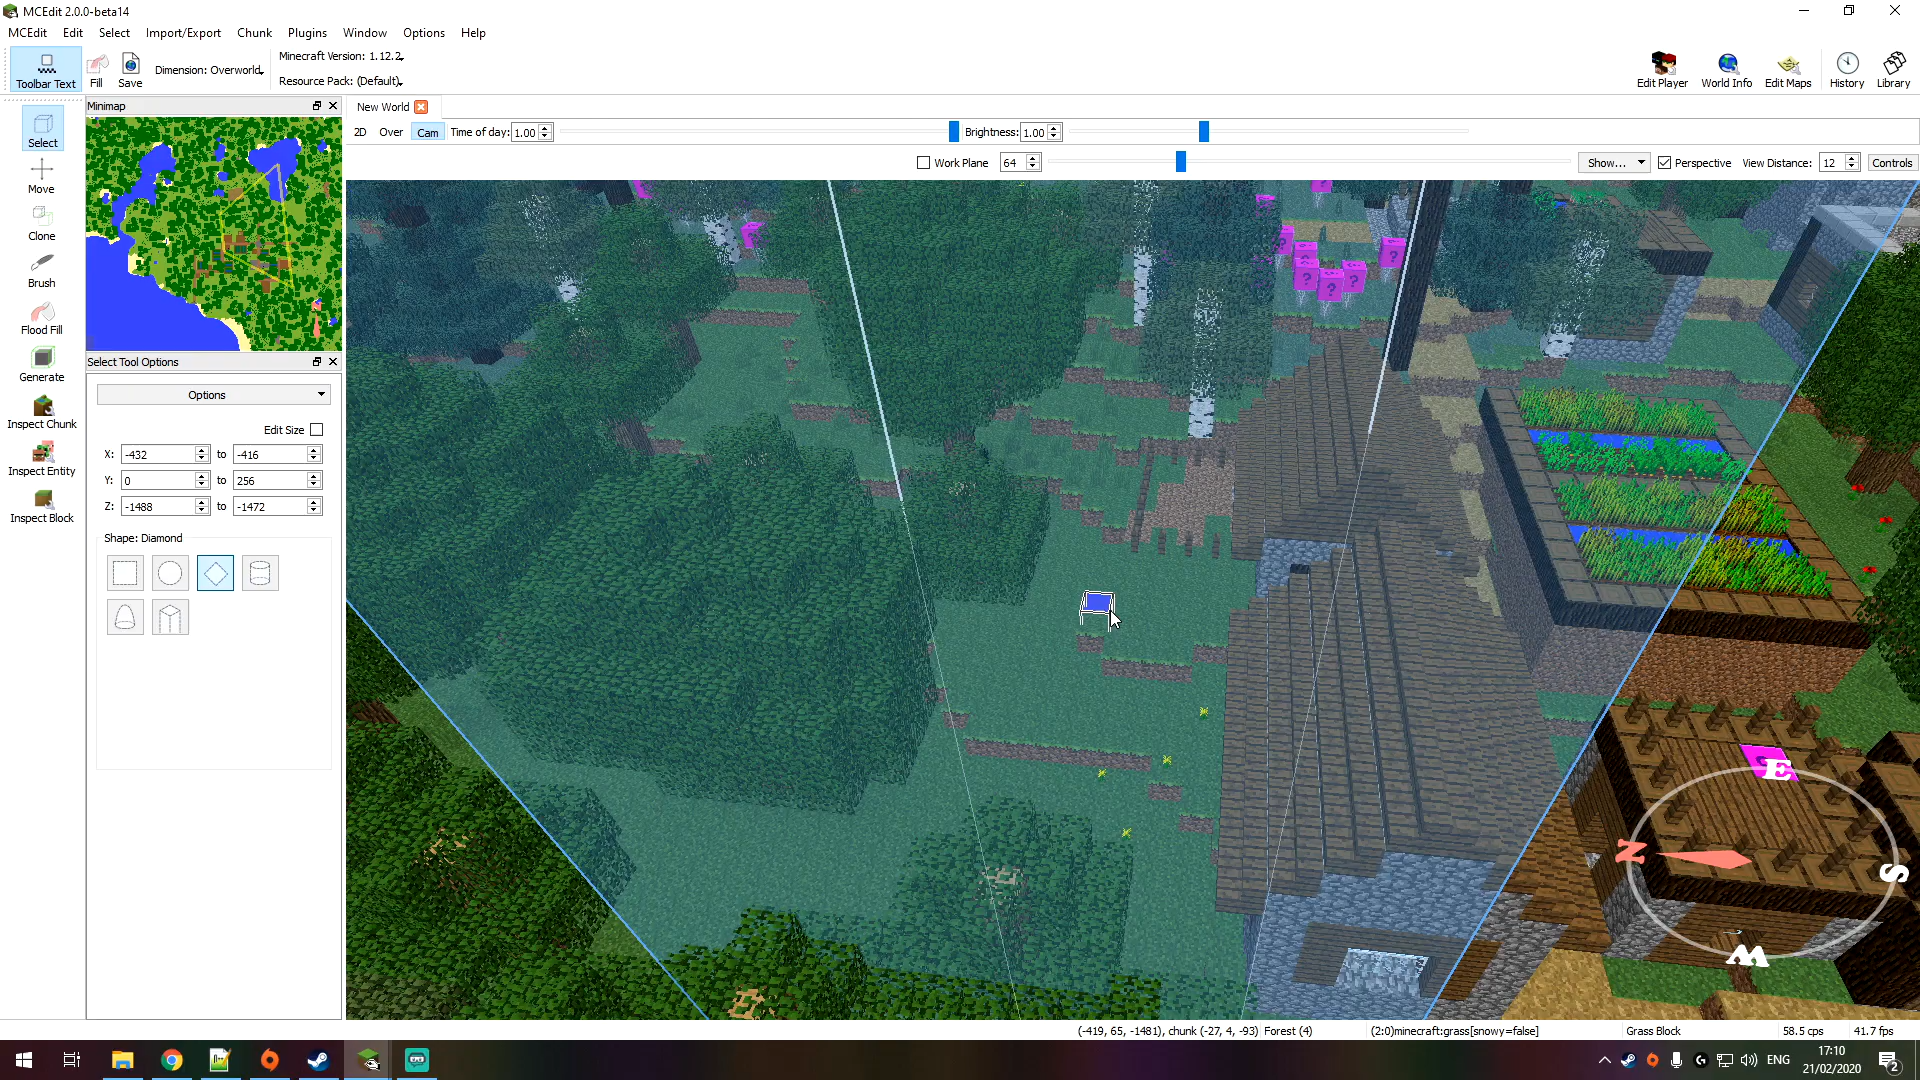 MCEdit 2.0.0-beta14
MCEdit Edit Select Import/Export Chunk Plugins Window Options Help
Toolbar Text
Fill
Save
Dimension: Overworld
Minecraft Version: 1.12.2
Resource Pack: (Default)
Edit Player
World Info
Edit Maps
History
Library
Select
Move
Clone
Brush
Flood Fill
Generate
Inspect Chunk
Inspect Entity
Inspect Block
Minimap
New World
2D Over Cam Time of day: 1.00 Brightness: 1.00
Work Plane 64 Show... Perspective View Distance: 12 Controls
Select Tool Options
Options
Edit Size
X: -432 to -416
Y: 0 to 256
Z: -1488 to -1472
Shape: Diamond
? ? ? ? ? ?
E
Z
S
W
(-419, 65, -1481), chunk (-27, 4, -93) Forest (4) (2:0)minecraft:grass[snowy=false] Grass Block 58.5 cps 41.7 fps
ENG
17:10
21/02/2020
2